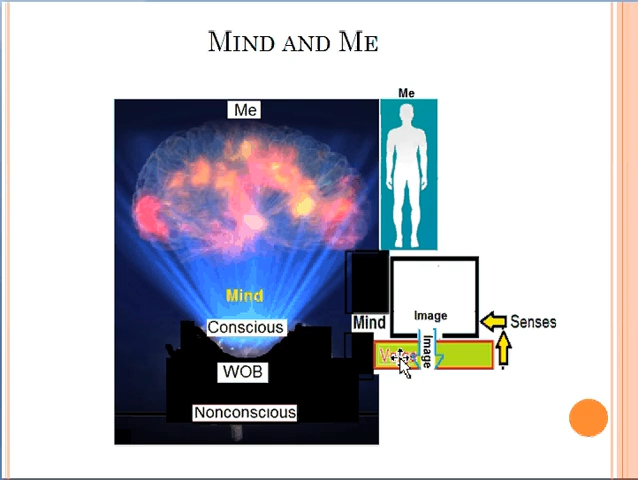 MIND AND ME
Me
Me
Mind
Conscious
WOB
Nonconscious
Mind
Image
Senses
Image